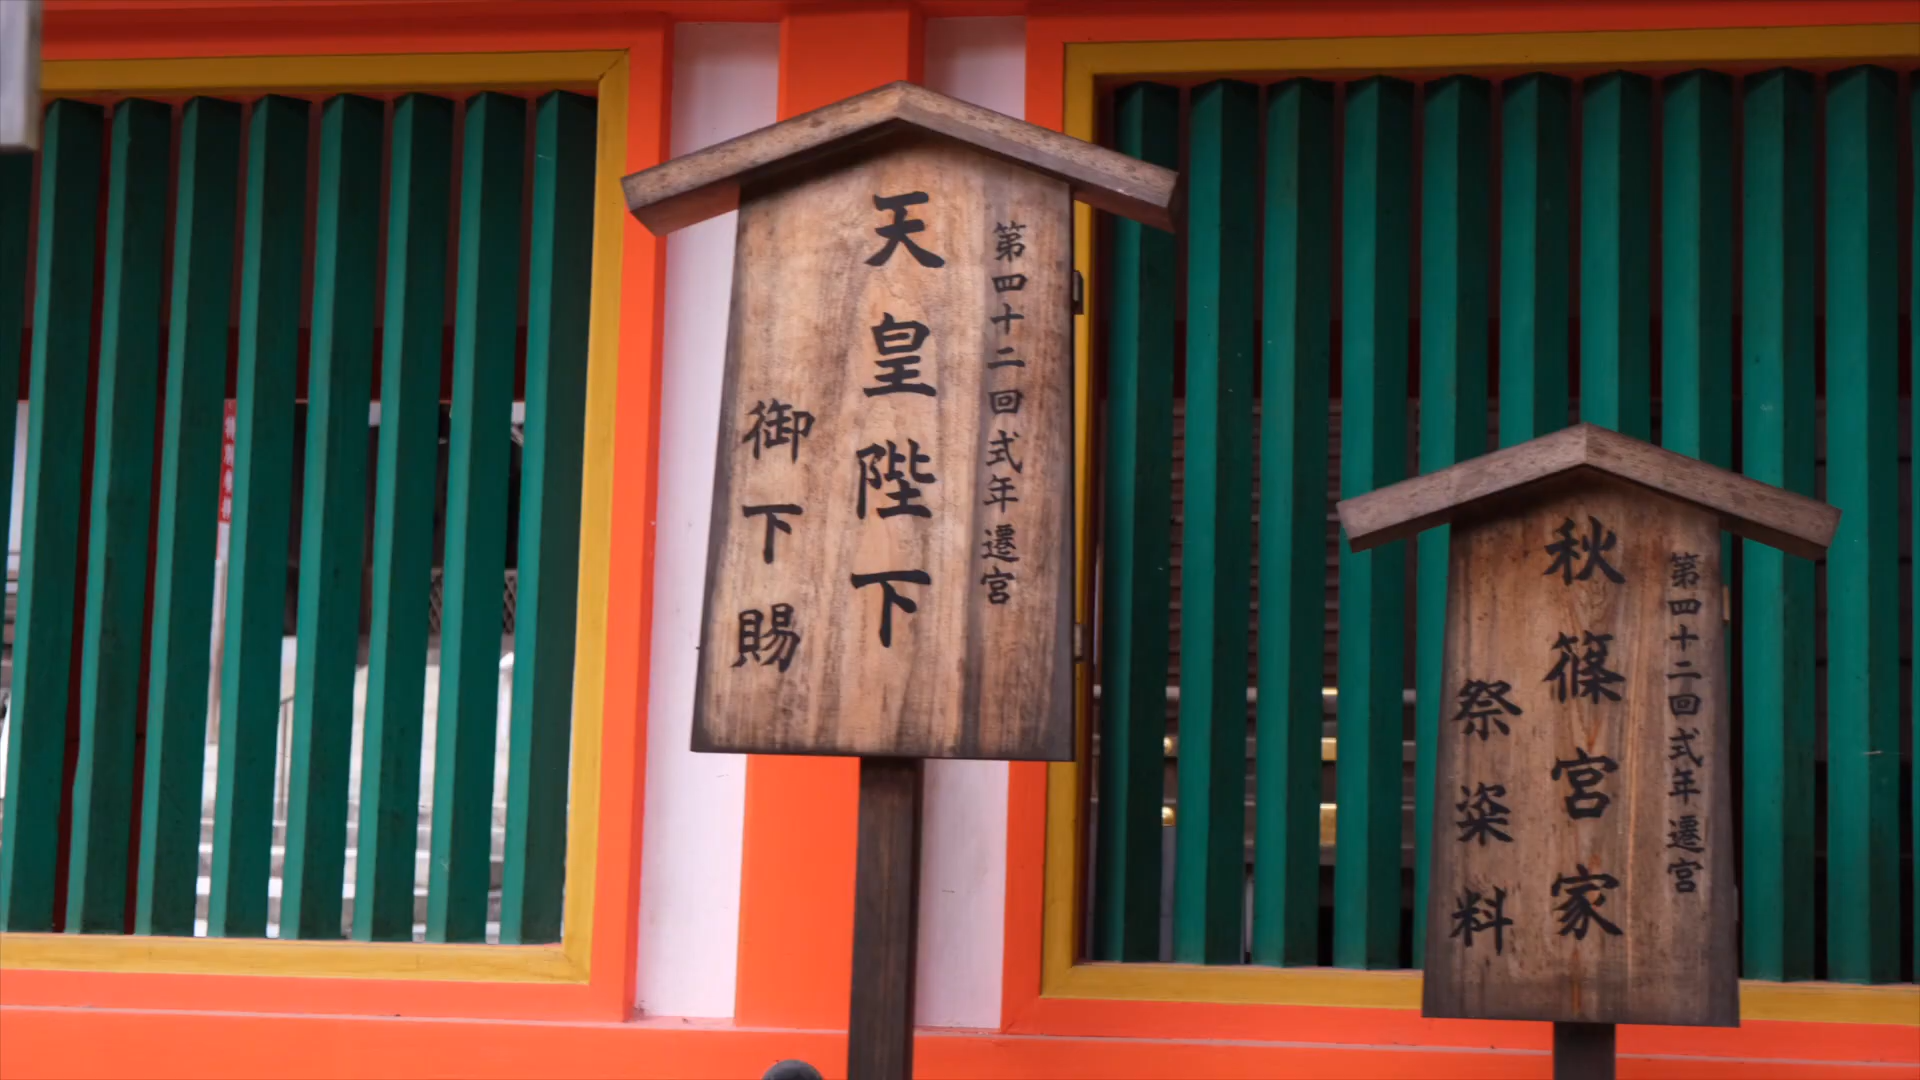 第四十二回式年遷宮
天皇陛下
御下賜
第四十二回式年遷宮
秋篠宮家
祭粢料